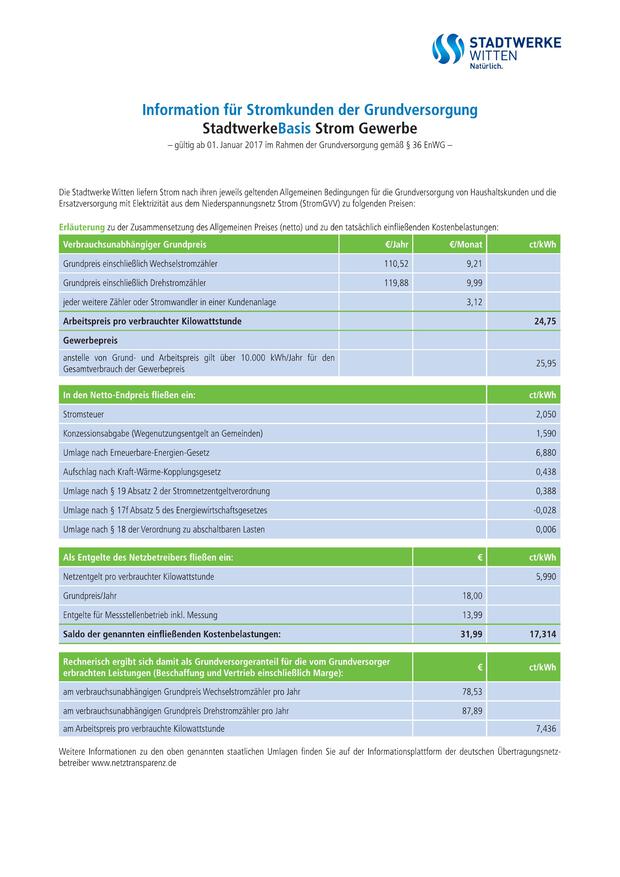 STADTWERKE
WITTEN
Natürlich.
Information für Stromkunden der Grundversorgung
StadtwerkeBasis Strom Gewerbe
– gültig ab 01. Januar 2017 im Rahmen der Grundversorgung gemäß § 36 EnWG –
Die Stadtwerke Witten liefern Strom nach ihren jeweils geltenden Allgemeinen Bedingungen für die Grundversorgung von Haushaltskunden und die
Ersatzversorgung mit Elektrizität aus dem Niederspannungsnetz Strom (StromGVV) zu folgenden Preisen:
Erläuterung zu der Zusammensetzung des Allgemeinen Preises (netto) und zu den tatsächlich einfließenden Kostenbelastungen:
Verbrauchsunabhängiger Grundpreis €/Jahr €/Monat ct/kWh
Grundpreis einschließlich Wechselstromzähler 110,52 9,21
Grundpreis einschließlich Drehstromzähler 119,88 9,99
jeder weitere Zähler oder Stromwandler in einer Kundenanlage 3,12
Arbeitspreis pro verbrauchter Kilowattstunde 24,75
Gewerbepreis
anstelle von Grund- und Arbeitspreis gilt über 10.000 kWh/Jahr für den
Gesamtverbrauch der Gewerbepreis 25,95
In den Netto-Endpreis fließen ein: ct/kWh
Stromsteuer 2,050
Konzessionsabgabe (Wegenutzungsentgelt an Gemeinden) 1,590
Umlage nach Erneuerbare-Energien-Gesetz 6,880
Aufschlag nach Kraft-Wärme-Kopplungsgesetz 0,438
Umlage nach § 19 Absatz 2 der Stromnetzentgeltverordnung 0,388
Umlage nach § 17f Absatz 5 des Energiewirtschaftsgesetzes -0,028
Umlage nach § 18 der Verordnung zu abschaltbaren Lasten 0,006
Als Entgelte des Netzbetreibers fließen ein: € ct/kWh
Netzentgelt pro verbrauchter Kilowattstunde 5,990
Grundpreis/Jahr 18,00
Entgelte für Messstellenbetrieb inkl. Messung 13,99
Saldo der genannten einfließenden Kostenbelastungen: 31,99 17,314
Rechnerisch ergibt sich damit als Grundversorgeranteil für die vom Grundversorger
erbrachten Leistungen (Beschaffung und Vertrieb einschließlich Marge): € ct/kWh
am verbrauchsunabhängigen Grundpreis Wechselstromzähler pro Jahr 78,53
am verbrauchsunabhängigen Grundpreis Drehstromzähler pro Jahr 87,89
am Arbeitspreis pro verbrauchte Kilowattstunde 7,436
Weitere Informationen zu den oben genannten staatlichen Umlagen finden Sie auf der Informationsplattform der deutschen Übertragungsnetz-
betreiber www.netztransparenz.de